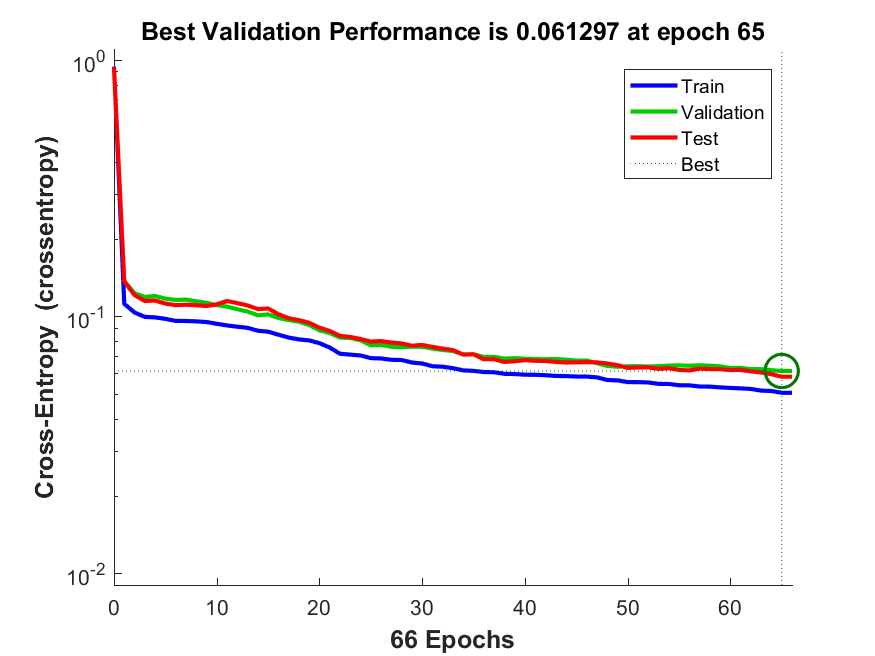 Best Validation Performance is 0.061297 at epoch 65
Cross-Entropy (crossentropy)
10^0
10^-1
10^-2
Train
Validation
Test
Best
0 10 20 30 40 50 60
66 Epochs